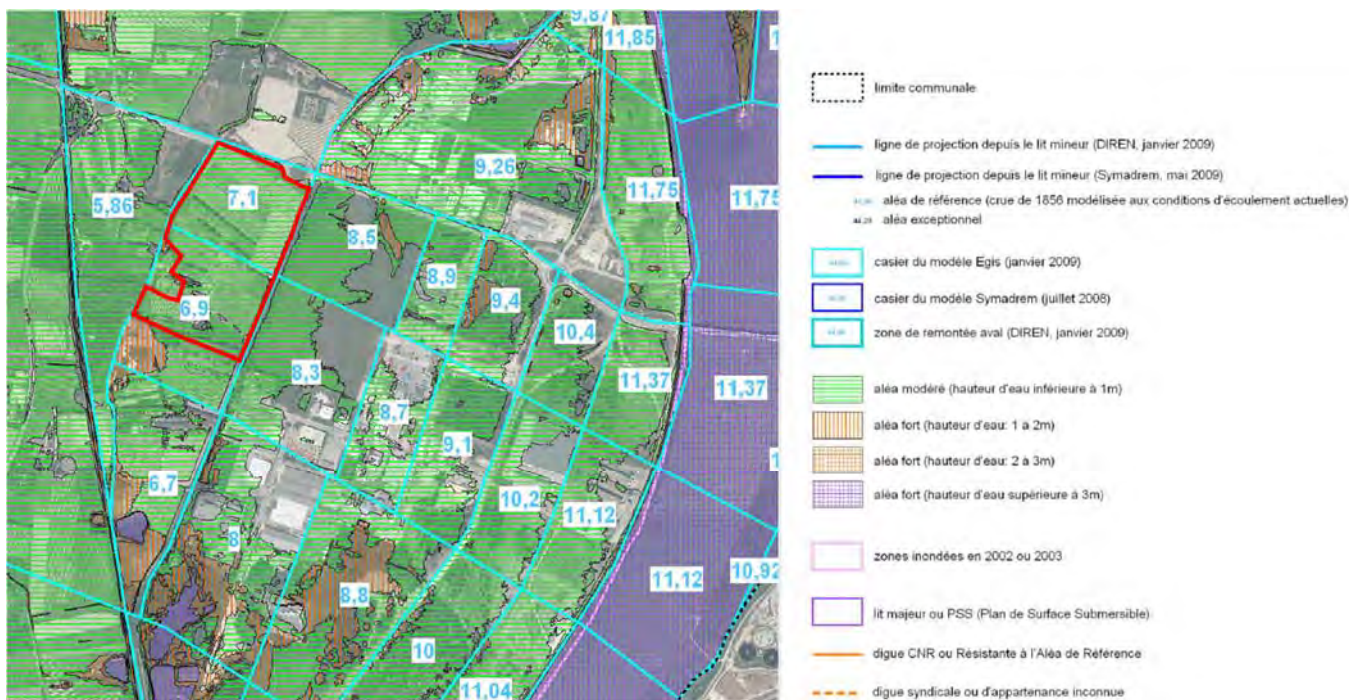 9,87
11,85
9,26
7,1
11,75
11,75
5,86
8,5
8,9
9,4
6,9
10,4
8,3
11,37
11,37
8,7
9,1
6,7
10,2
11,12
8
11,12
10,92
8,8
10
11,04
limite communale
ligne de projection depuis le lit mineur (DIREN, janvier 2009)
ligne de projection depuis le lit mineur (Symadrem, mai 2009)
aléa de référence (crue de 1856 modélisée aux conditions d'écoulement actuelles)
aléa exceptionnel
casier du modèle Egis (janvier 2009)
casier du modèle Symadrem (juillet 2008)
zone de remontée aval (DIREN, janvier 2009)
aléa modéré (hauteur d'eau inférieure à 1m)
aléa fort (hauteur d'eau: 1 à 2m)
aléa fort (hauteur d'eau: 2 à 3m)
aléa fort (hauteur d'eau supérieure à 3m)
zones inondées en 2002 ou 2003
lit majeur ou PSS (Plan de Surface Submersible)
digue CNR ou Résistante à l'Aléa de Référence
digue syndicale ou d'appartenance inconnue